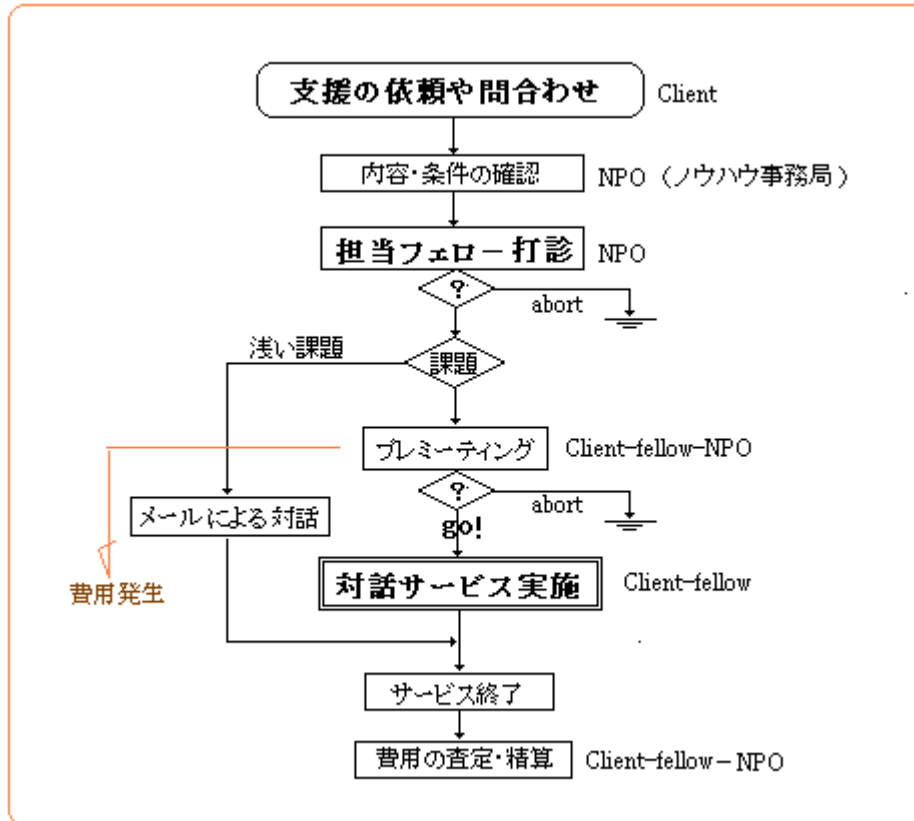 支援の依頼や問合わせ Client
内容・条件の確認 NPO（ノウハウ事務局）
担当フェロー打診 NPO
?
abort
浅い課題
課題
プレミーティング Client-fellow-NPO
?
abort
メールによる対話
go!
対話サービス実施 Client-fellow
費用発生
サービス終了
費用の査定・精算 Client-fellow－NPO